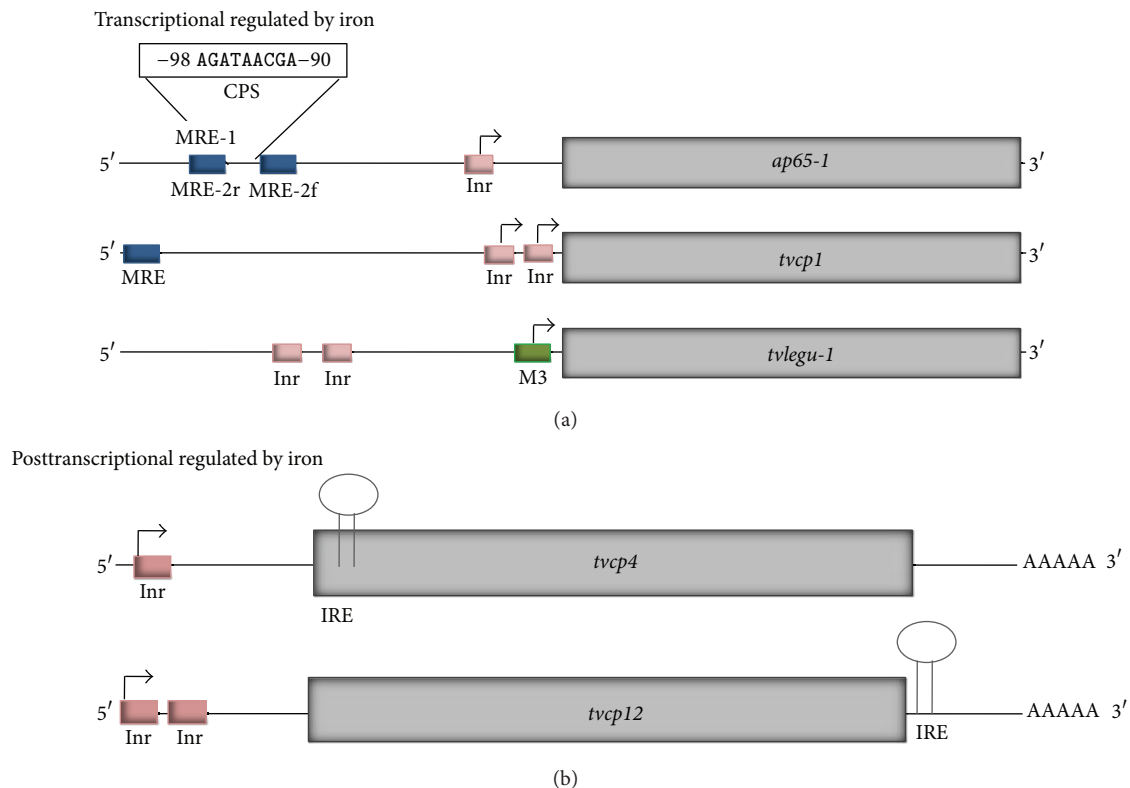 Transcriptional regulated by iron
−98 AGATAACGA−90
CPS
MRE-1
5′ ap65-1 3′
MRE-2r MRE-2f Inr
5′ tvcp1 3′
MRE Inr Inr
5′ tvlegu-1 3′
Inr Inr M3
(a)
Posttranscriptional regulated by iron
5′ tvcp4 AAAAA 3′
Inr IRE
5′ tvcp12 AAAAA 3′
Inr Inr IRE
(b)